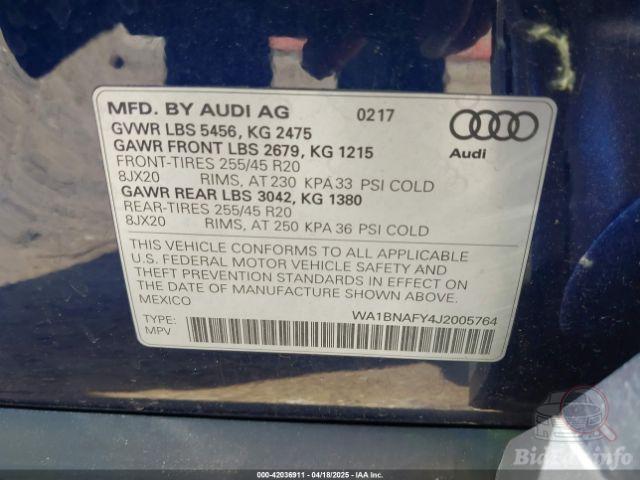 MFD. BY AUDI AG 0217
GVWR LBS 5456, KG 2475
GAWR FRONT LBS 2679, KG 1215
FRONT-TIRES 255/45 R20
8JX20 RIMS, AT 230 KPA 33 PSI COLD
GAWR REAR LBS 3042, KG 1380
REAR-TIRES 255/45 R20
8JX20 RIMS, AT 250 KPA 36 PSI COLD
Audi
THIS VEHICLE CONFORMS TO ALL APPLICABLE
U.S. FEDERAL MOTOR VEHICLE SAFETY AND
THEFT PREVENTION STANDARDS IN EFFECT ON
THE DATE OF MANUFACTURE SHOWN ABOVE.
MEXICO
WA1BNAFY4J2005764
TYPE:
MPV
000-42036911 - 04/18/2025 - IAA Inc.